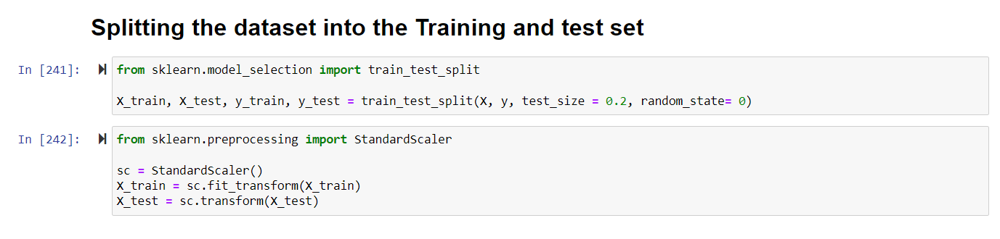 Splitting the dataset into the Training and test set
In [241]: from sklearn.model_selection import train_test_split
X_train, X_test, y_train, y_test = train_test_split(X, y, test_size = 0.2, random_state= 0)
In [242]: from sklearn.preprocessing import StandardScaler
sc = StandardScaler()
X_train = sc.fit_transform(X_train)
X_test = sc.transform(X_test)